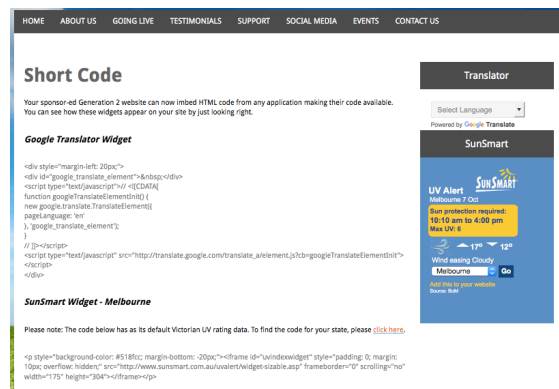 HOME ABOUT US GOING LIVE TESTIMONIALS SUPPORT SOCIAL MEDIA EVENTS CONTACT US
Short Code
Your sponsor-ed Generation 2 website can now imbed HTML code from any application making their code available.
You can see how these widgets appear on your site by just looking right.
Google Translator Widget
<div style="margin-left: 20px;">
<div id="google_translate_element">&nbsp;</div>
<script type="text/javascript">// <![CDATA[
function googleTranslateElementInit() {
new google.translate.TranslateElement({
pageLanguage: 'en'
}, 'google_translate_element');
}
// ]]></script>
<script type="text/javascript" src="http://translate.google.com/translate_a/element.js?cb=googleTranslateElementInit">
</script>
</div>
SunSmart Widget - Melbourne
Please note: The code below has as its default Victorian UV rating data. To find the code for your state, please click here.
<p style="background-color: #518fcc; margin-bottom: -20px;"><iframe id="uvindexwidget" style="padding: 0; margin:
10px; overflow: hidden;" src="http://www.sunsmart.com.au/uvalert/widget-sizable.asp" frameborder="0" scrolling="no"
width="175" height="304"></iframe></p>
Translator
Select Language
Powered by Google Translate
SunSmart
SUNSMART
UV Alert
Melbourne 7 Oct
Sun protection required:
10:10 am to 4:00 pm
Max UV: 6
17° 12°
Wind easing Cloudy
Melbourne Go
Add this to your website
Source: BoM